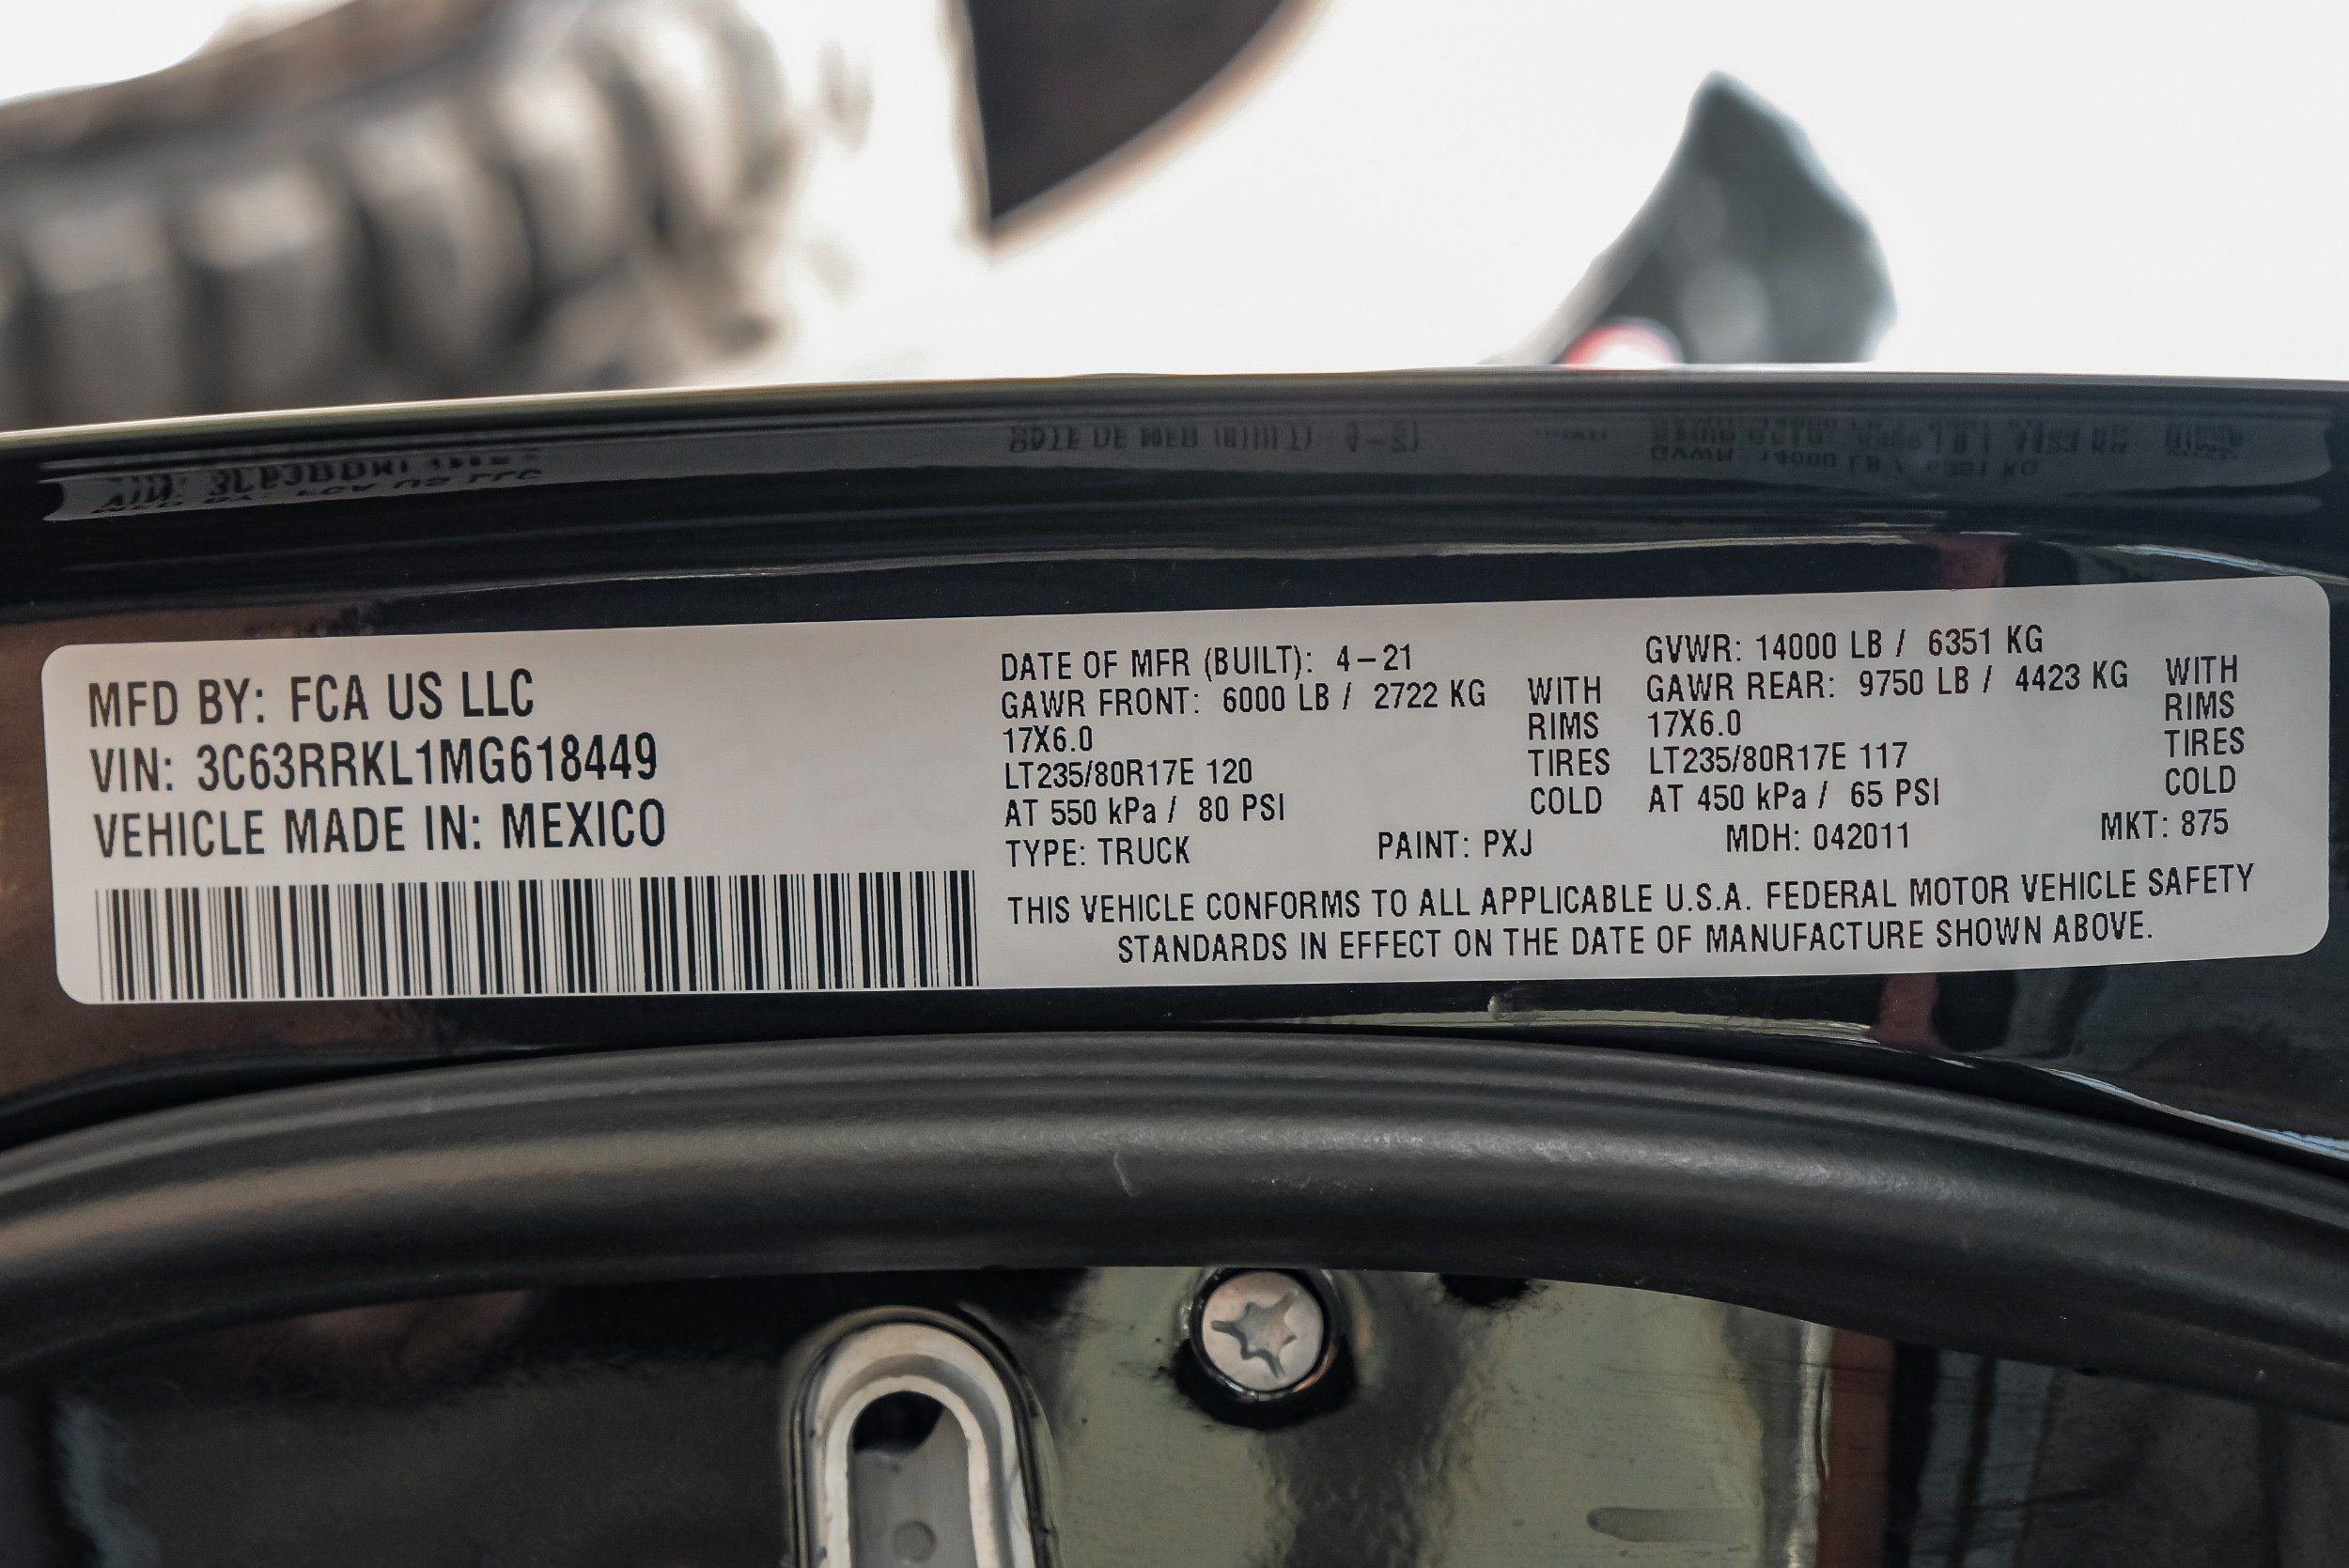 MFD BY: FCA US LLC
VIN: 3C63RRKL1MG618449
VEHICLE MADE IN: MEXICO
DATE OF MFR (BUILT): 4-21
GAWR FRONT: 6000 LB / 2722 KG WITH
17X6.0 RIMS
LT235/80R17E 120 TIRES
AT 550 kPa / 80 PSI COLD
GVWR: 14000 LB / 6351 KG
GAWR REAR: 9750 LB / 4423 KG WITH
17X6.0 RIMS
LT235/80R17E 117 TIRES
AT 450 kPa / 65 PSI COLD
TYPE: TRUCK PAINT: PXJ MDH: 042011 MKT: 875
THIS VEHICLE CONFORMS TO ALL APPLICABLE U.S.A. FEDERAL MOTOR VEHICLE SAFETY
STANDARDS IN EFFECT ON THE DATE OF MANUFACTURE SHOWN ABOVE.